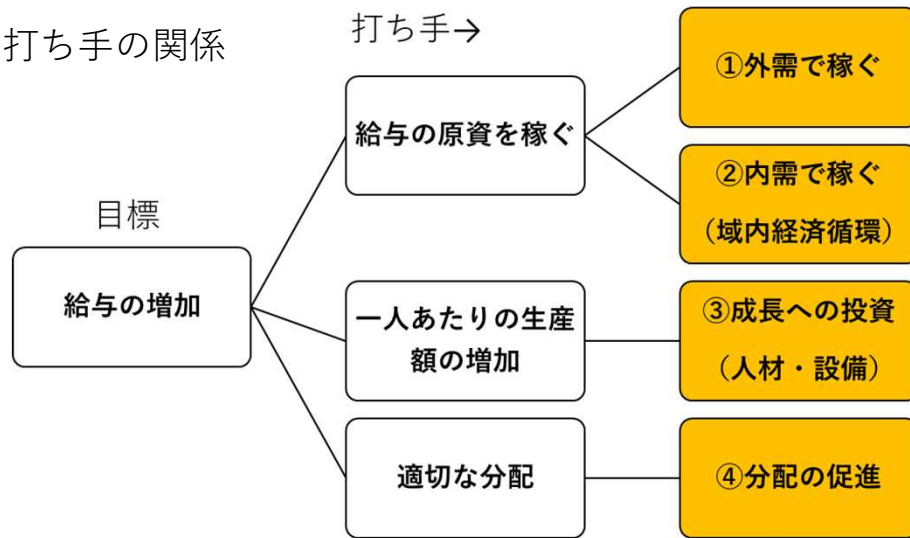 打ち手の関係
打ち手→
目標
給与の増加
給与の原資を稼ぐ
①外需で稼ぐ
②内需で稼ぐ
（域内経済循環）
一人あたりの生産
額の増加
③成長への投資
（人材・設備）
適切な分配
④分配の促進